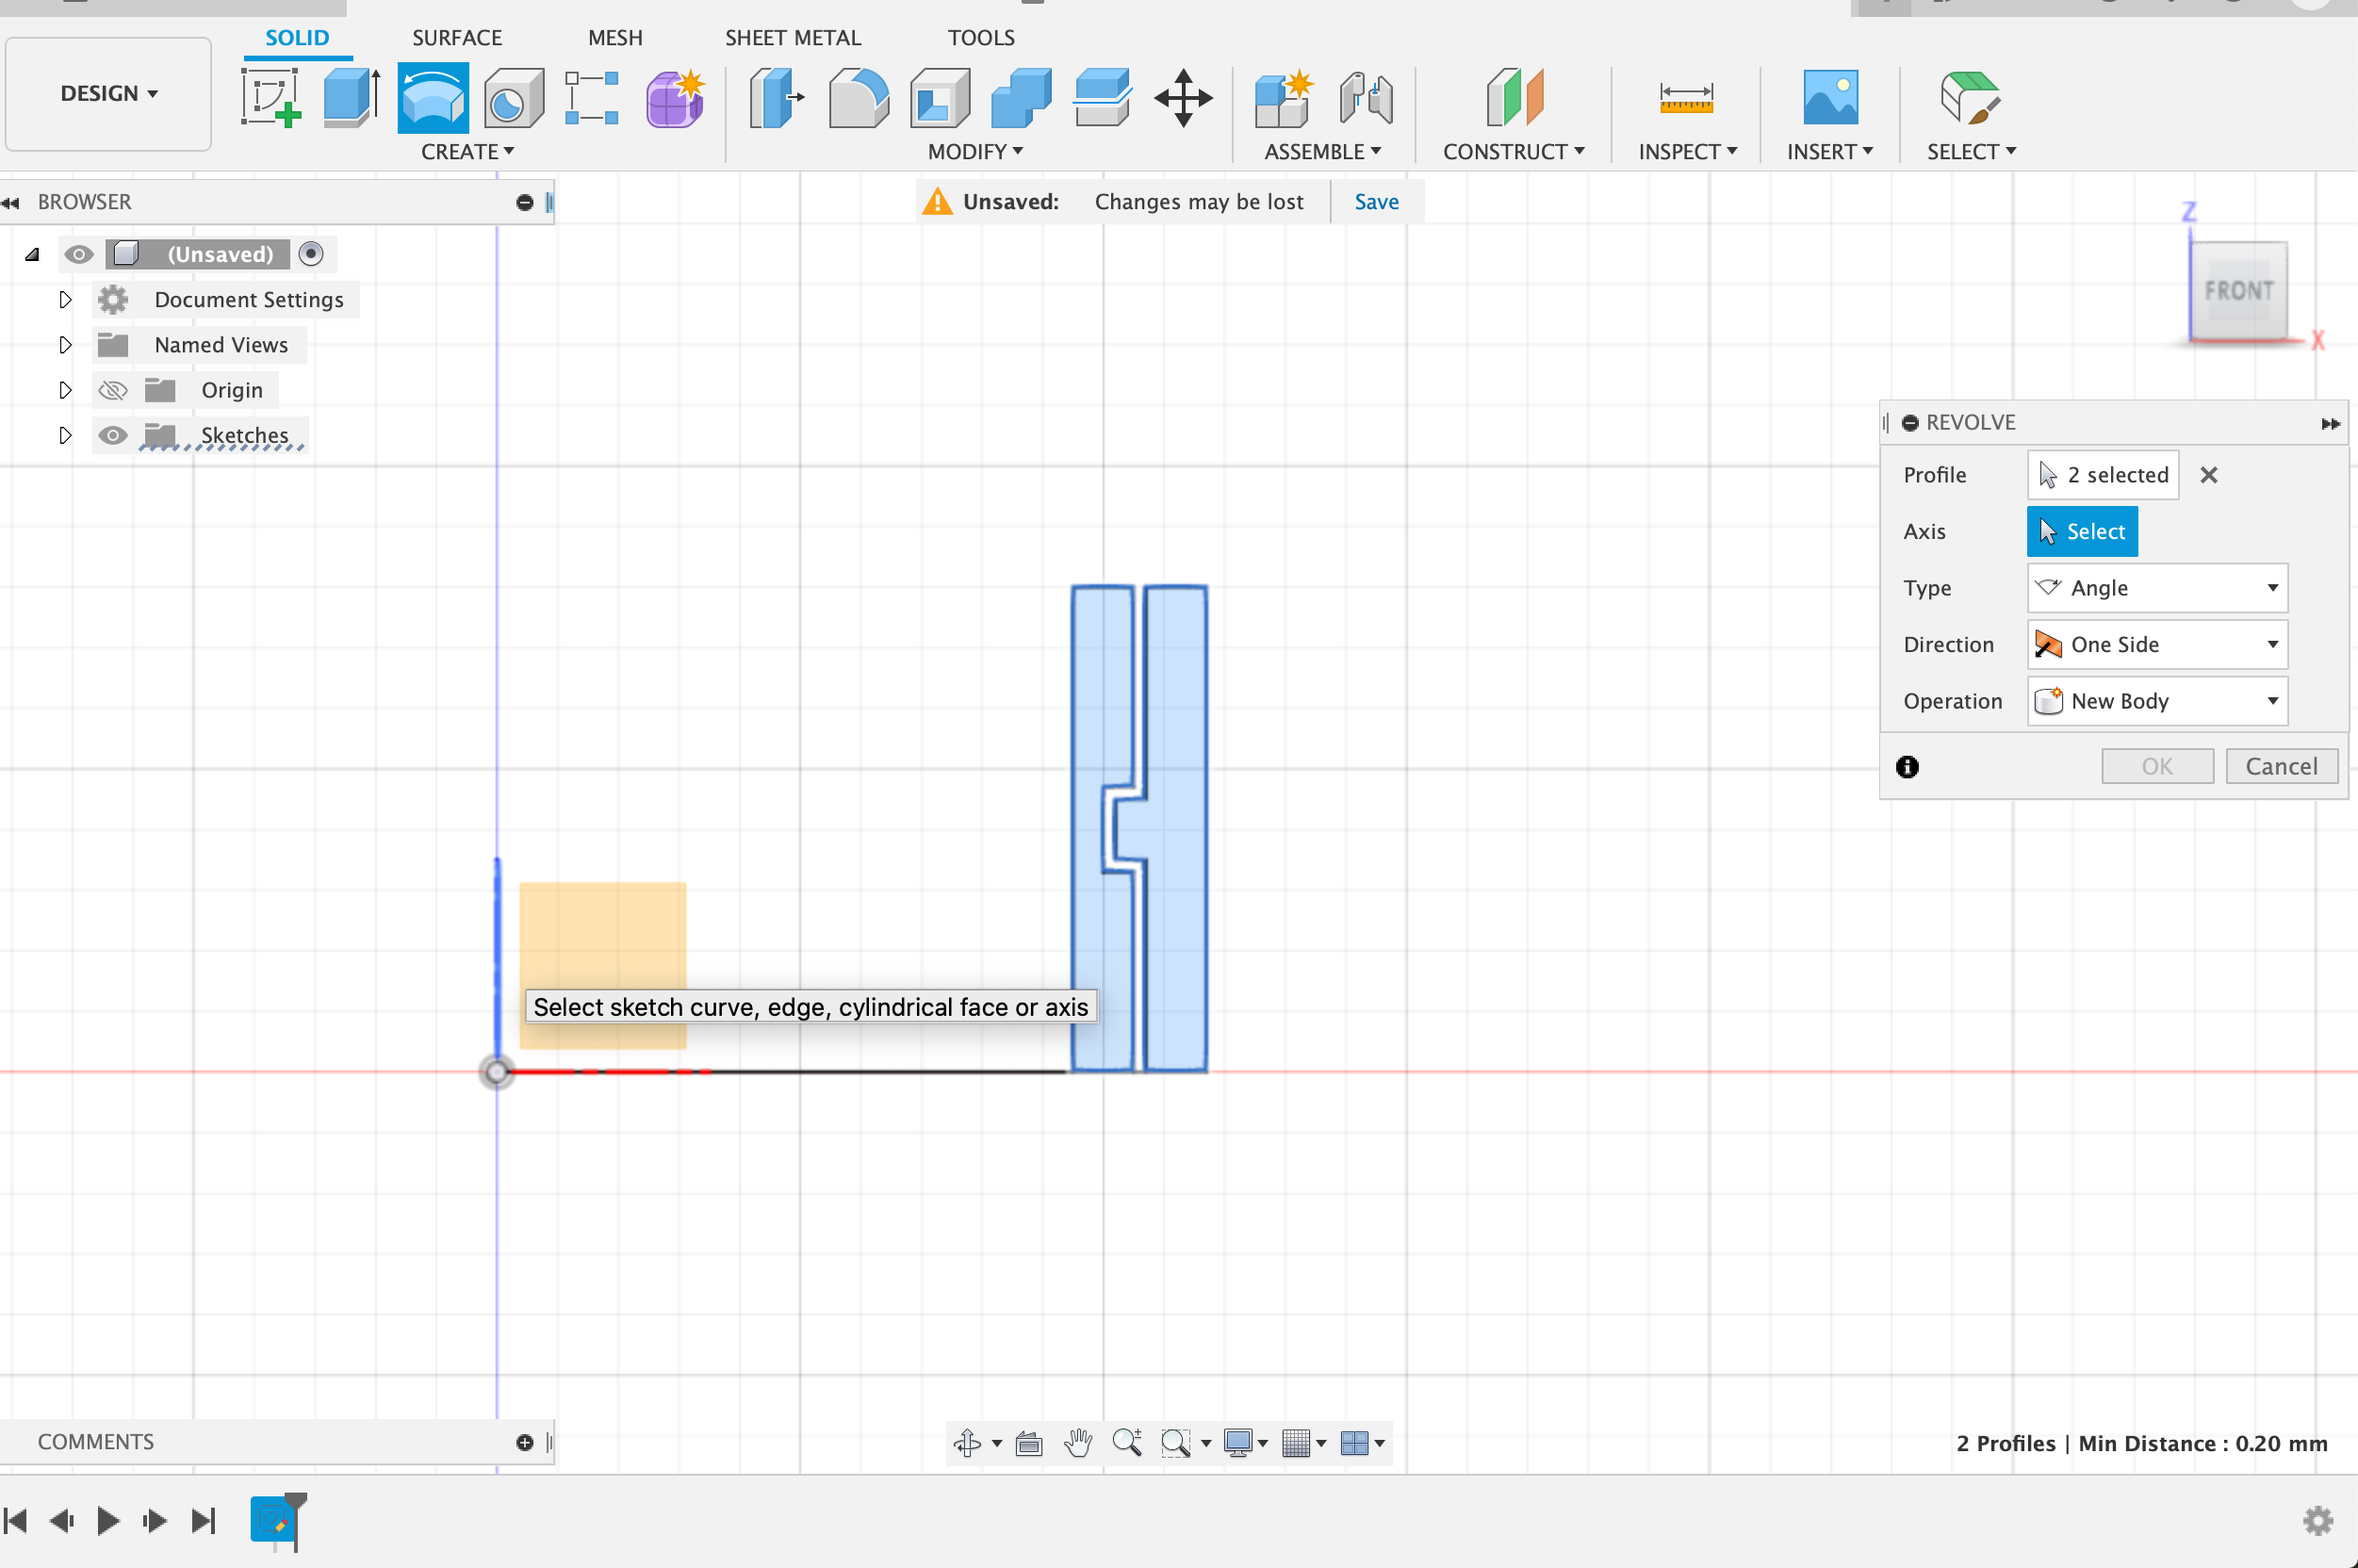 SOLID SURFACE MESH SHEET METAL TOOLS
DESIGN
CREATE MODIFY ASSEMBLE CONSTRUCT INSPECT INSERT SELECT
BROWSER
Unsaved: Changes may be lost Save
(Unsaved)
Document Settings
Named Views
Origin
Sketches
Z
FRONT
X
REVOLVE
Profile 2 selected
Axis Select
Type Angle
Direction One Side
Operation New Body
OK Cancel
Select sketch curve, edge, cylindrical face or axis
COMMENTS
2 Profiles | Min Distance : 0.20 mm